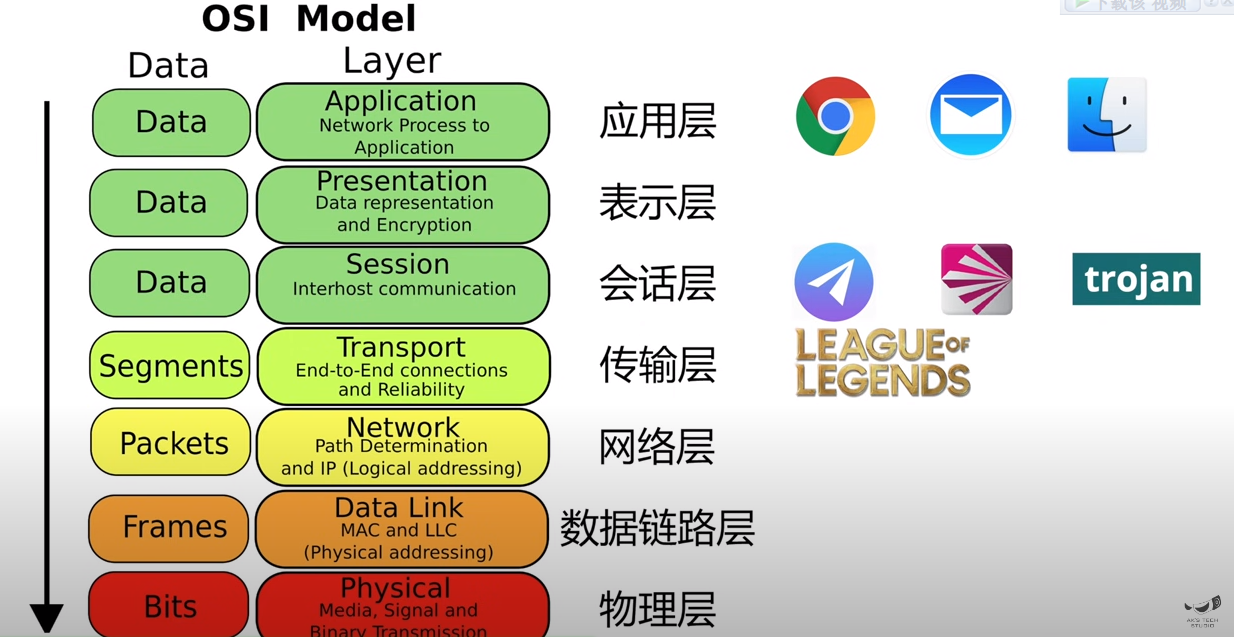 下载该 视频
OSI Model
Data
Layer
Data
Application
Network Process to
Application
应用层
Data
Presentation
Data representation
and Encryption
表示层
Data
Session
Interhost communication
会话层
trojan
Segments
Transport
End-to-End connections
and Reliability
传输层
LEAGUE OF
LEGENDS
Packets
Network
Path Determination
and IP (Logical addressing)
网络层
Frames
Data Link
MAC and LLC
(Physical addressing)
数据链路层
Bits
Physical
Media, Signal and
Binary Transmission
物理层
AK'S TECH
STUDIO